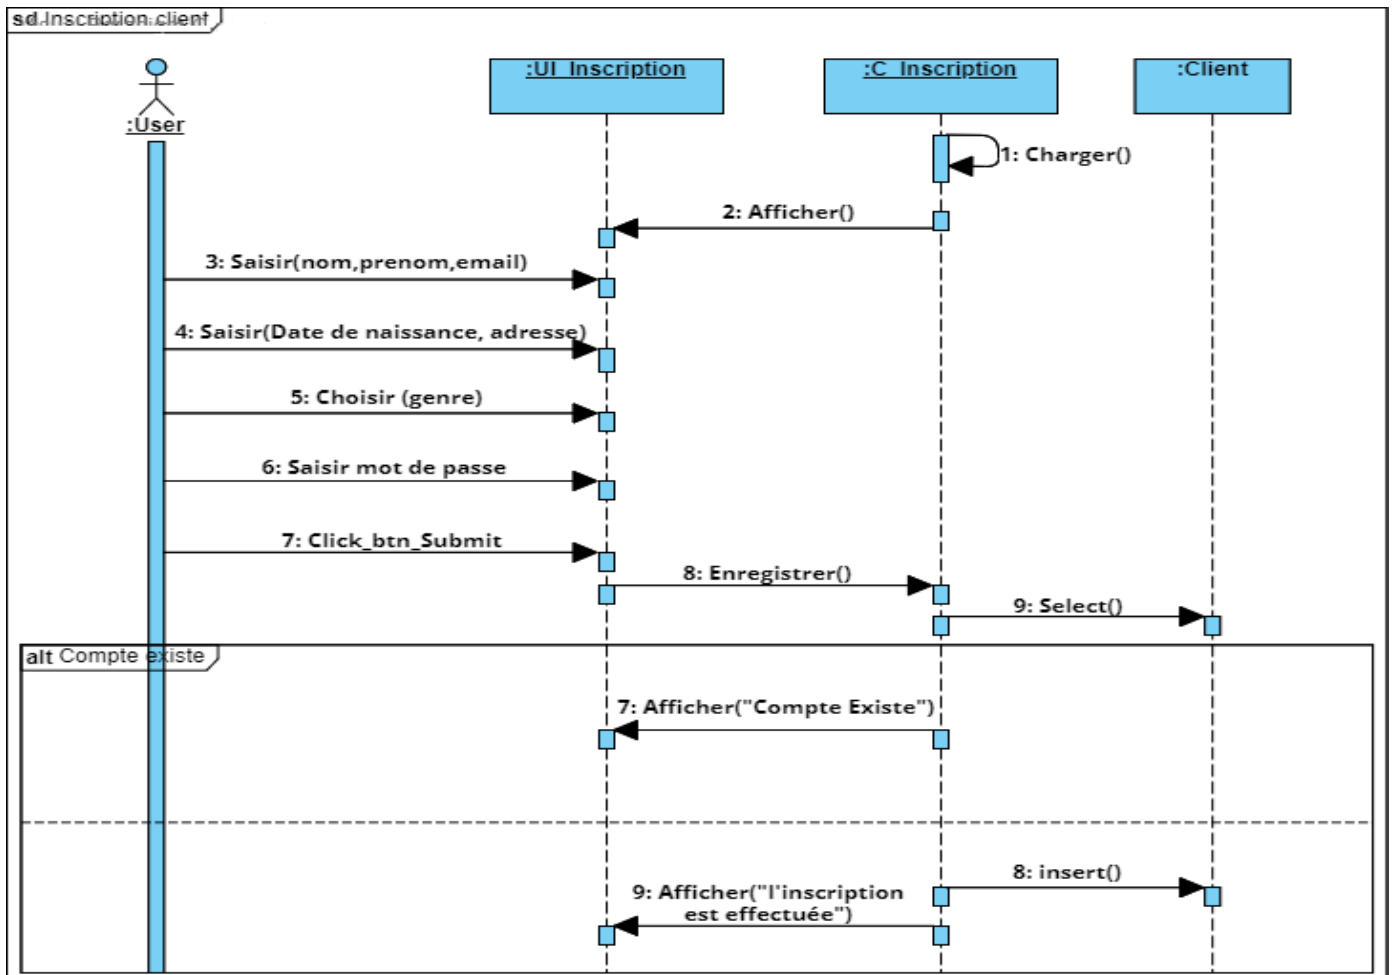 sd Inscription client
:User
:UI_Inscription
:C_Inscription
:Client
1: Charger()
2: Afficher()
3: Saisir(nom,prenom,email)
4: Saisir(Date de naissance, adresse)
5: Choisir (genre)
6: Saisir mot de passe
7: Click_btn_Submit
8: Enregistrer()
9: Select()
alt Compte existe
7: Afficher("Compte Existe")
8: insert()
9: Afficher("l'inscription
est effectuée")